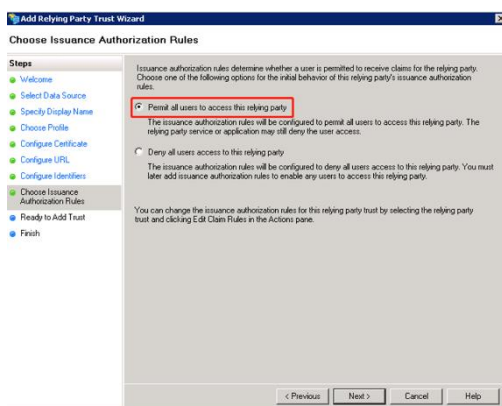 Add Relying Party Trust Wizard
Choose Issuance Authorization Rules
Steps
Welcome
Select Data Source
Specify Display Name
Choose Profile
Configure Certificate
Configure URL
Configure Identifiers
Choose Issuance
Authorization Rules
Ready to Add Trust
Finish
Issuance authorization rules determine whether a user is permitted to receive claims for the relying party.
Choose one of the following options for the initial behavior of this relying party's issuance authorization
rules.
Permit all users to access this relying party
The issuance authorization rules will be configured to permit all users to access this relying party. The
relying party service or application may still deny the user access.
Deny all users access to this relying party
The issuance authorization rules will be configured to deny all users access to this relying party. You must
later add issuance authorization rules to enable any users to access this relying party.
You can change the issuance authorization rules for this relying party trust by selecting the relying party
trust and clicking Edit Claim Rules in the Actions pane.
< Previous
Next >
Cancel
Help